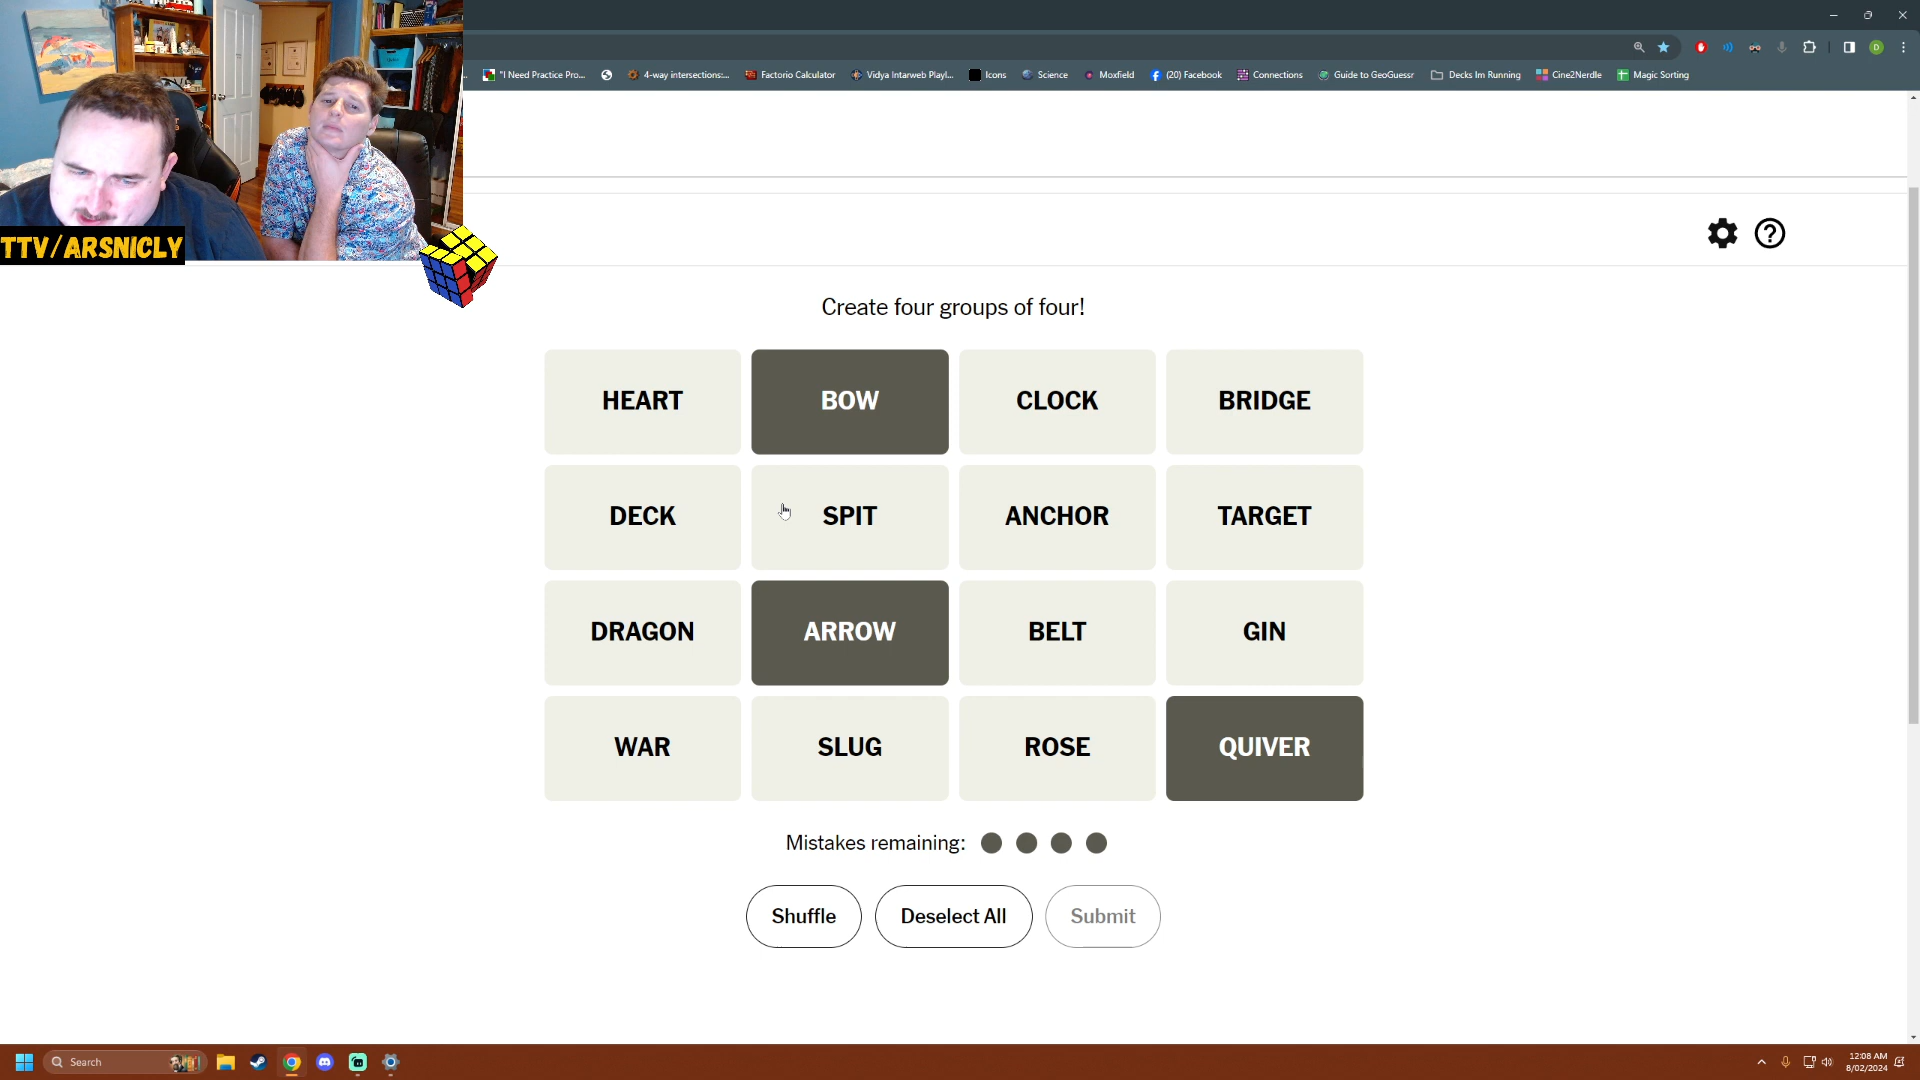 "I Need Practice Pro...
4-way intersections:...
Factorio Calculator
Vidya Intarweb Playl...
Icons
Science
Moxfield
(20) Facebook
Connections
Guide to GeoGuessr
Decks Im Running
Cine2Nerdle
Magic Sorting
D
TTV/ARSNICLY
Create four groups of four!
HEART BOW CLOCK BRIDGE
DECK SPIT ANCHOR TARGET
DRAGON ARROW BELT GIN
WAR SLUG ROSE QUIVER
Mistakes remaining:
Shuffle Deselect All Submit
Search
12:08 AM
8/02/2024